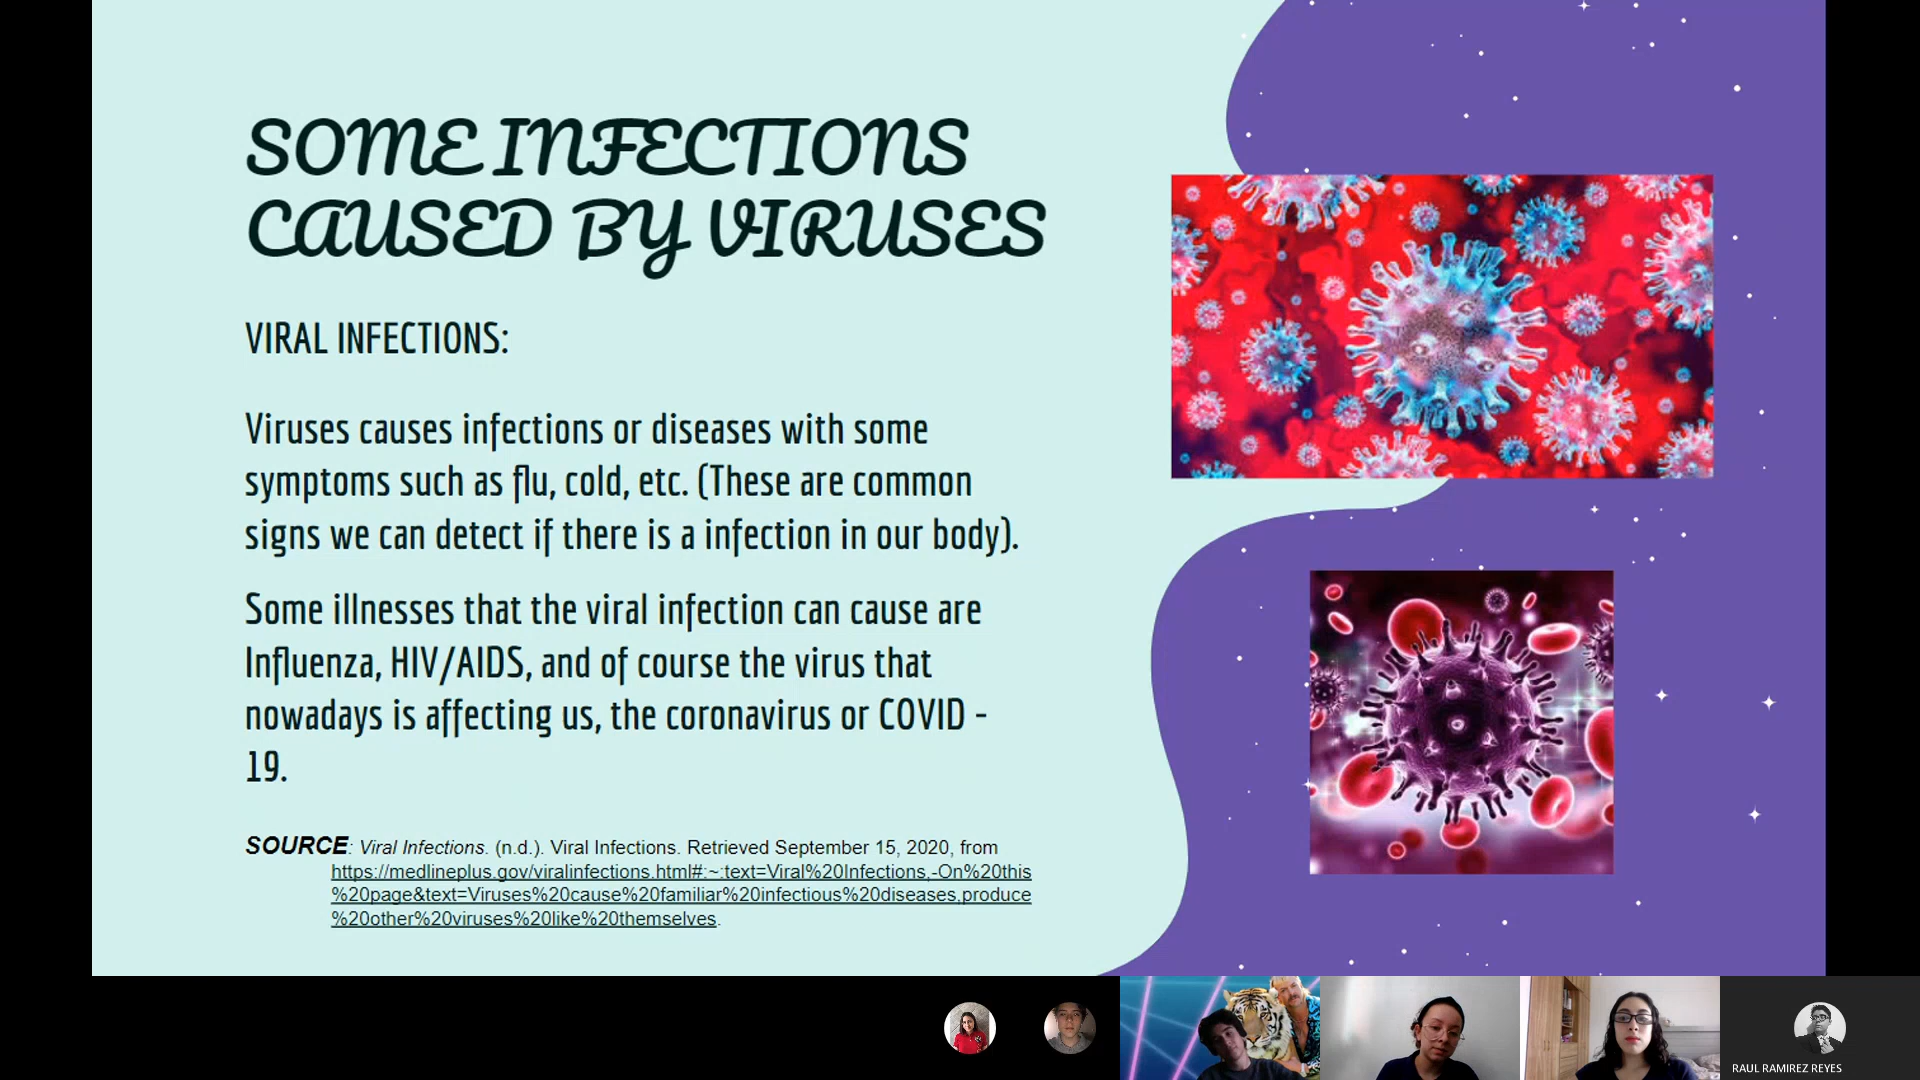 SOME INFECTIONS
CAUSED BY VIRUSES
VIRAL INFECTIONS:
Viruses causes infections or diseases with some
symptoms such as flu, cold, etc. (These are common
signs we can detect if there is a infection in our body).
Some illnesses that the viral infection can cause are
Influenza, HIV/AIDS, and of course the virus that
nowadays is affecting us, the coronavirus or COVID -
19.
SOURCE: Viral Infections. (n.d.). Viral Infections. Retrieved September 15, 2020, from
https://medlineplus.gov/viralinfections.html#:~:text=Viral%20Infections,-On%20this
%20page&text=Viruses%20cause%20familiar%20infectious%20diseases,produce
%20other%20viruses%20like%20themselves.
RAUL RAMIREZ REYES